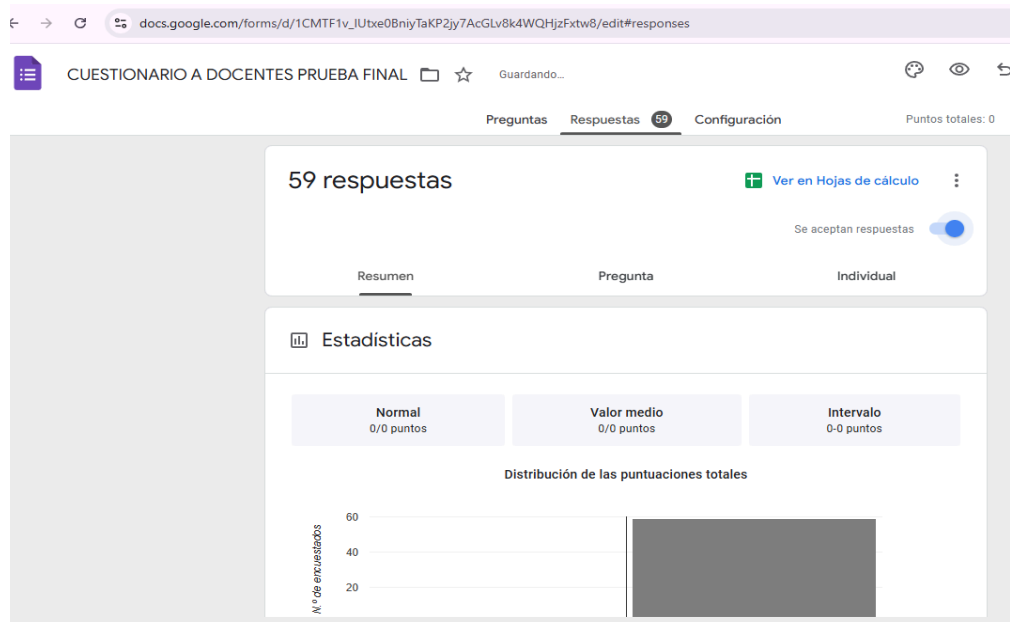 docs.google.com/forms/d/1CMTF1v_IUtxe0BniyTaKP2jy7AcGLv8k4WQHjzFxtw8/edit#responses
CUESTIONARIO A DOCENTES PRUEBA FINAL Guardando...
Preguntas Respuestas 59 Configuración Puntos totales: 0
59 respuestas Ver en Hojas de cálculo
Se aceptan respuestas
Resumen Pregunta Individual
Estadísticas
Normal Valor medio Intervalo
0/0 puntos 0/0 puntos 0-0 puntos
Distribución de las puntuaciones totales
60
40
20
N.º de encuestados